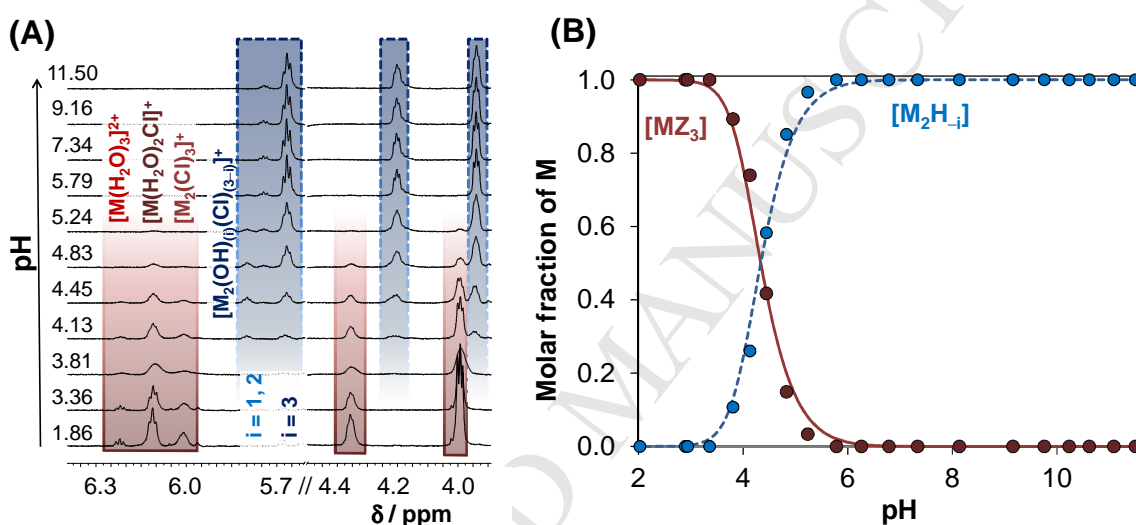 (A)
pH
11.50
9.16
7.34
5.79
5.24
4.83
4.45
4.13
3.81
3.36
1.86
[M(H₂O)₃]²⁺
[M(H₂O)₂Cl]⁺
[M₂(Cl)₃]⁺
[M₂(OH)₍ᵢ₎(Cl)₍₃₋ᵢ₎]⁺
i = 1, 2
i = 3
6.3 6.0 5.7 // 4.4 4.2 4.0
δ / ppm
(B)
Molar fraction of M
1.0
0.8
0.6
0.4
0.2
0.0
[MZ₃]
[M₂H₋ᵢ]
2 4 6 8 10
pH
MANUSC